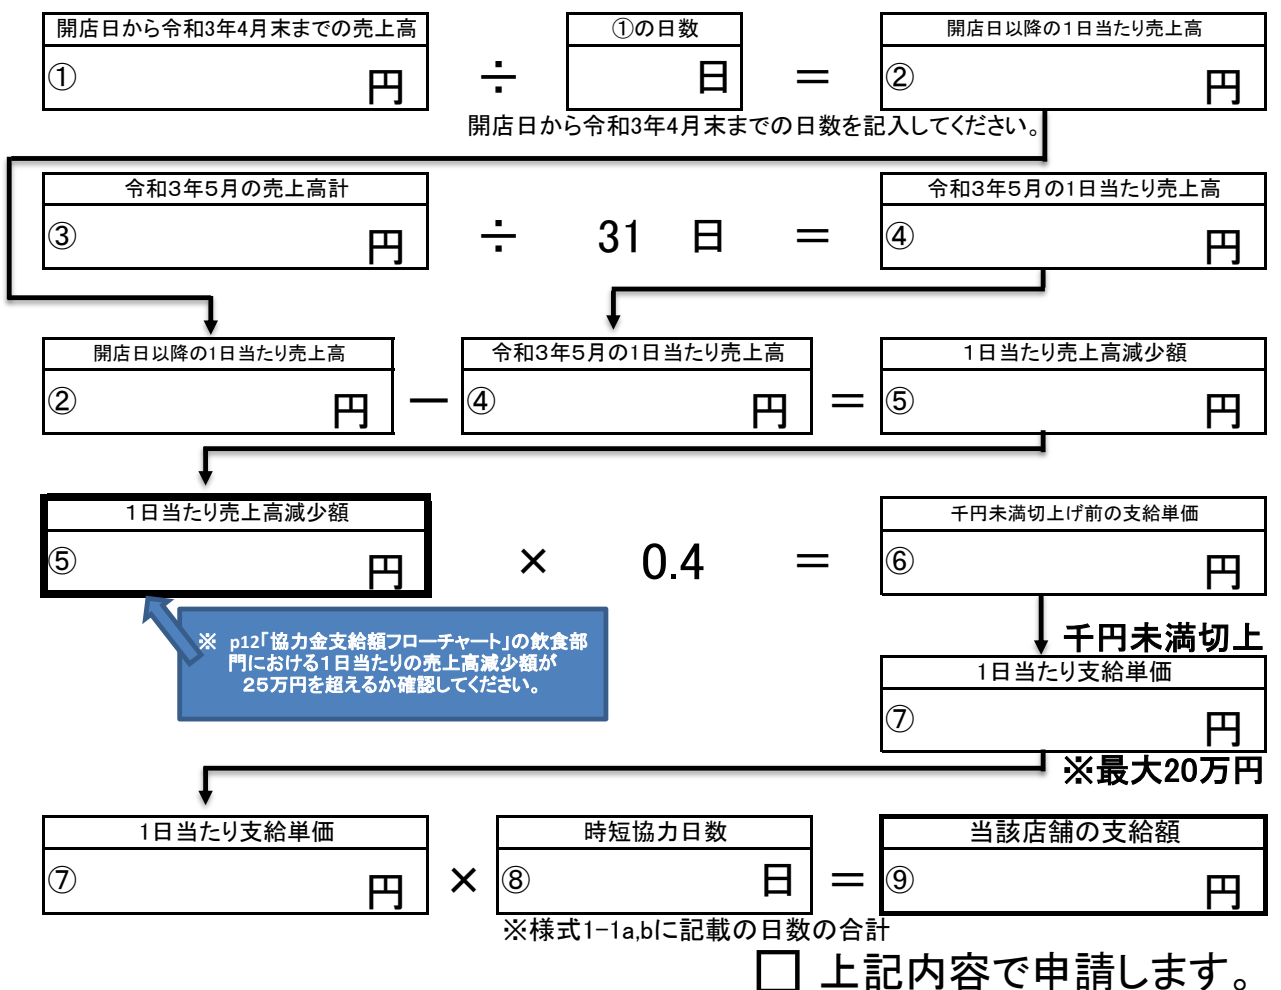 開店日から令和3年4月末までの売上高
①の日数
開店日以降の1日当たり売上高
① 円 ÷ 日 ＝ ② 円
開店日から令和3年4月末までの日数を記入してください。
令和3年5月の売上高計
令和3年5月の1日当たり売上高
③ 円 ÷ 31 日 ＝ ④ 円
開店日以降の1日当たり売上高
令和3年5月の1日当たり売上高
1日当たり売上高減少額
② 円 － ④ 円 ＝ ⑤ 円
1日当たり売上高減少額
千円未満切上げ前の支給単価
⑤ 円 × 0.4 ＝ ⑥ 円
※ p12「協力金支給額フローチャート」の飲食部
門における1日当たりの売上高減少額が
25万円を超えるか確認してください。
千円未満切上
1日当たり支給単価
⑦ 円
※最大20万円
1日当たり支給単価
時短協力日数
当該店舗の支給額
⑦ 円 × ⑧ 日 ＝ ⑨ 円
※様式1-1a,bに記載の日数の合計
□ 上記内容で申請します。